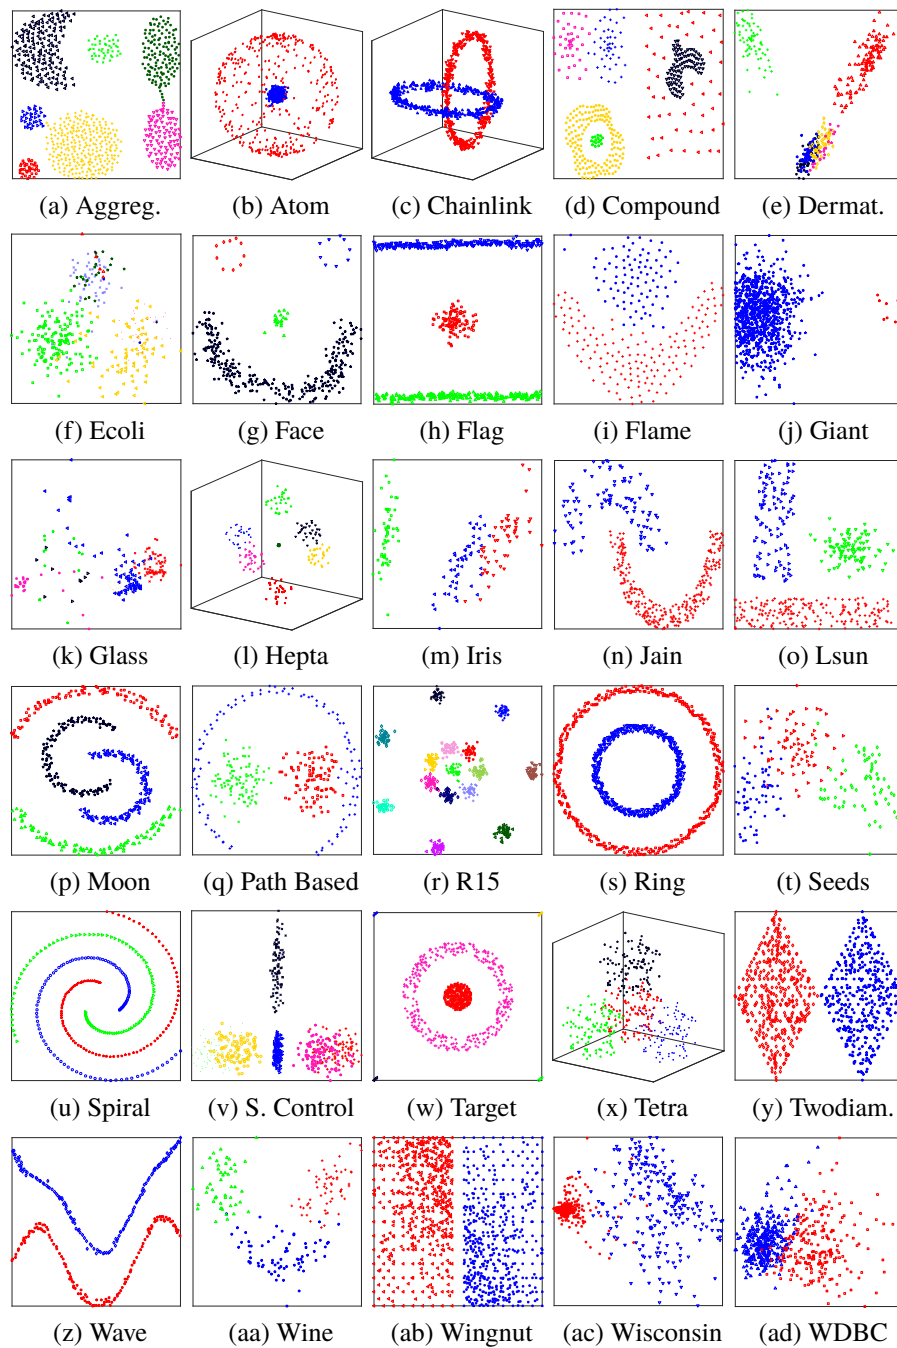 (a) Aggreg. (b) Atom (c) Chainlink (d) Compound (e) Dermat.
(f) Ecoli (g) Face (h) Flag (i) Flame (j) Giant
(k) Glass (l) Hepta (m) Iris (n) Jain (o) Lsun
(p) Moon (q) Path Based (r) R15 (s) Ring (t) Seeds
(u) Spiral (v) S. Control (w) Target (x) Tetra (y) Twodiam.
(z) Wave (aa) Wine (ab) Wingnut (ac) Wisconsin (ad) WDBC